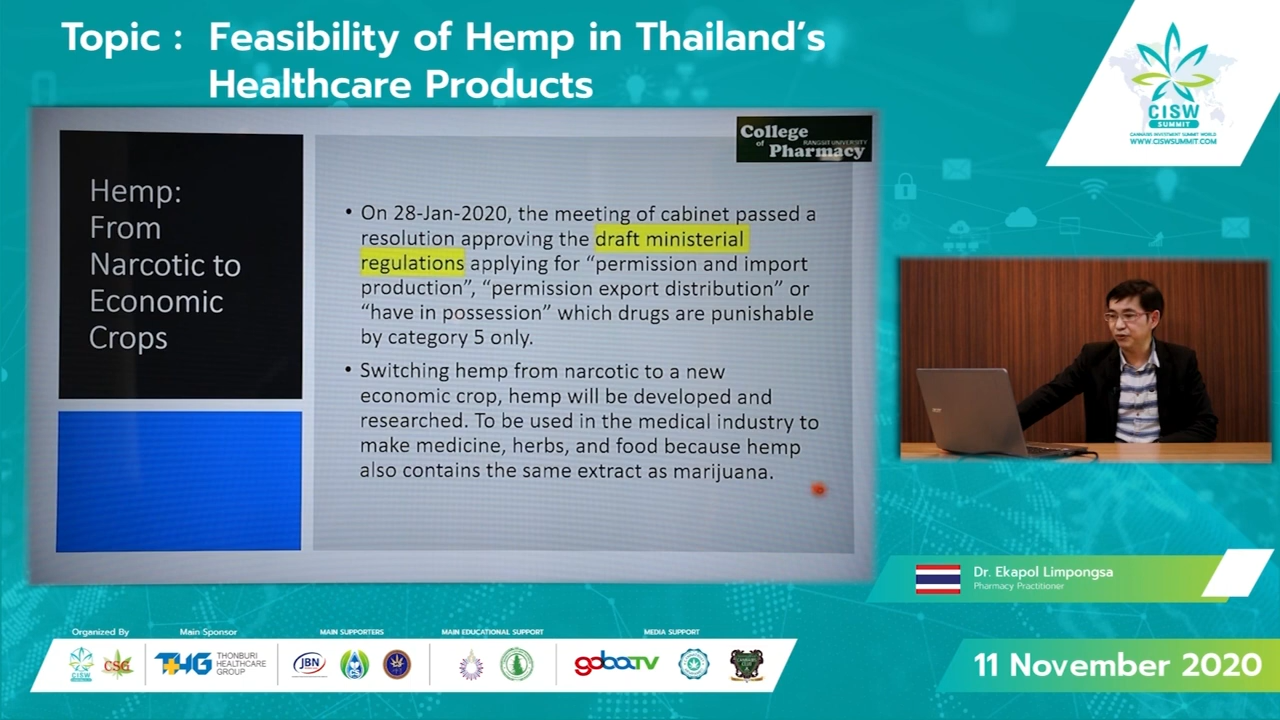 Topic : Feasibility of Hemp in Thailand's
Healthcare Products
CISW
SUMMIT
CANNABIS INVESTMENT SUMMIT WORLD
WWW.CISWSUMMIT.COM
College
of RANGSIT UNIVERSITY
Pharmacy
Hemp:
From
Narcotic to
Economic
Crops
• On 28-Jan-2020, the meeting of cabinet passed a
resolution approving the draft ministerial
regulations applying for “permission and import
production”, “permission export distribution” or
“have in possession” which drugs are punishable
by category 5 only.
• Switching hemp from narcotic to a new
economic crop, hemp will be developed and
researched. To be used in the medical industry to
make medicine, herbs, and food because hemp
also contains the same extract as marijuana.
acer
Dr. Ekapol Limpongsa
Pharmacy Practitioner
Organized By
Main Sponsor
MAIN SUPPORTERS
MAIN EDUCATIONAL SUPPORT
MEDIA SUPPORT
CISW
CSG
THG THONBURI
HEALTHCARE
GROUP
JBN
gobaTV
11 November 2020